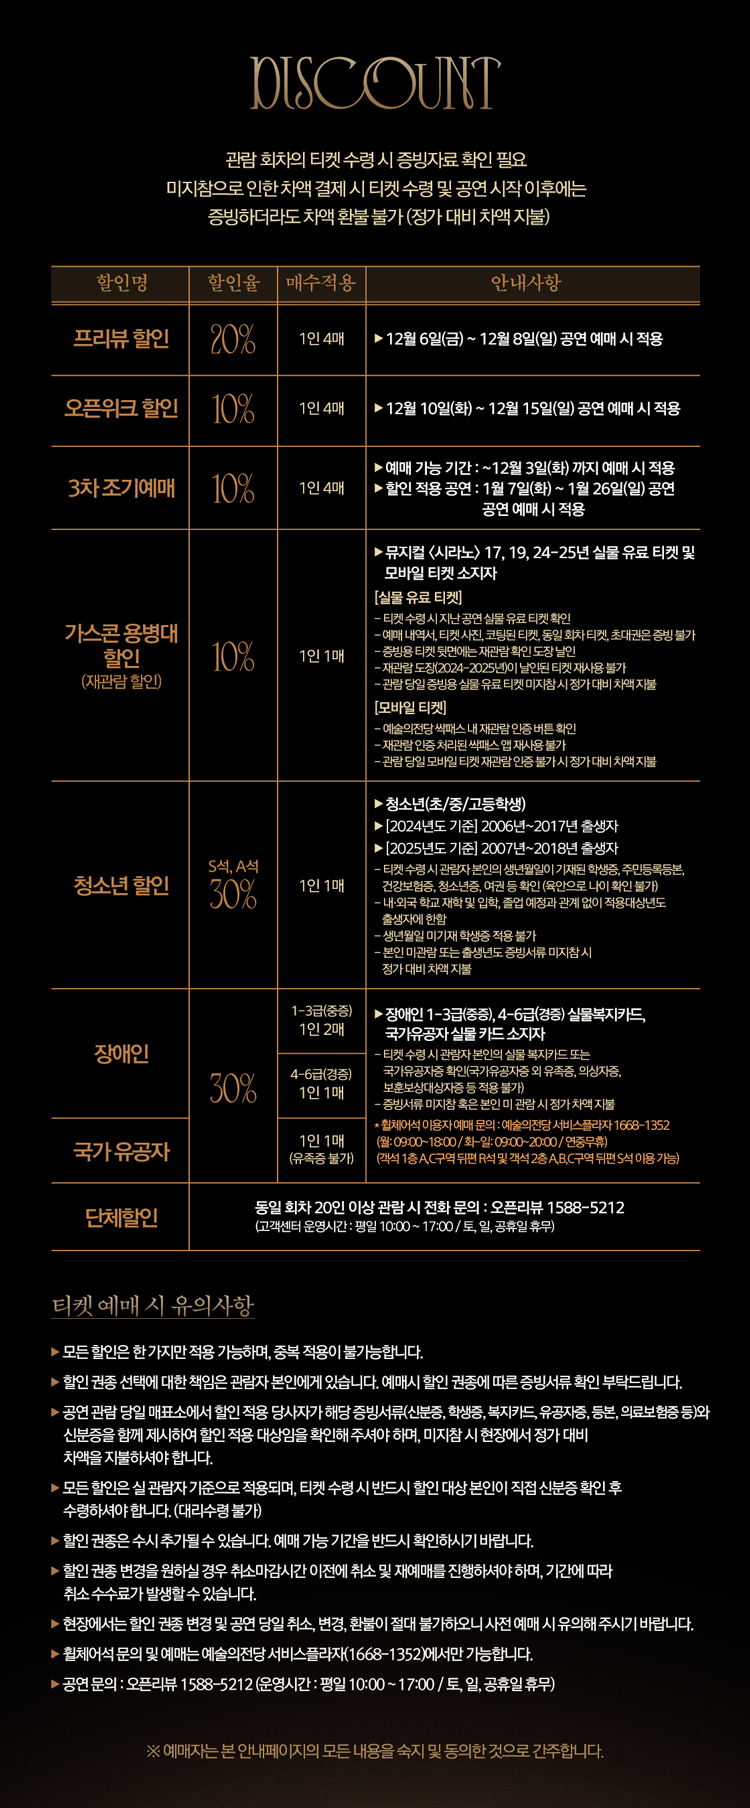 DISCOUNT
관람 회차의 티켓 수령 시 증빙자료 확인 필요
미지참으로 인한 차액 결제 시 티켓 수령 및 공연 시작 이후에는
증빙하더라도 차액 환불 불가 (정가 대비 차액 지불)
할인명 할인율 매수적용 안내사항
프리뷰 할인 20% 1인 4매 ▶ 12월 6일(금) ~ 12월 8일(일) 공연 예매 시 적용
오픈위크 할인 10% 1인 4매 ▶ 12월 10일(화) ~ 12월 15일(일) 공연 예매 시 적용
3차 조기예매 10% 1인 4매
▶ 예매 가능 기간 : ~12월 3일(화) 까지 예매 시 적용
▶ 할인 적용 공연 : 1월 7일(화) ~ 1월 26일(일) 공연
공연 예매 시 적용
가스콘 용병대
할인
(재관람 할인)
10%
1인 1매
▶ 뮤지컬 〈시라노〉 17, 19, 24-25년 실물 유료 티켓 및
모바일 티켓 소지자
[실물 유료 티켓]
- 티켓 수령 시 지난 공연 실물 유료 티켓 확인
- 예매 내역서, 티켓 사진, 코팅된 티켓, 동일 회차 티켓, 초대권은 증빙 불가
- 증빙용 티켓 뒷면에는 재관람 확인 도장 날인
- 재관람 도장(2024-2025년)이 날인된 티켓 재사용 불가
- 관람 당일 증빙용 실물 유료 티켓 미지참 시 정가 대비 차액 지불
[모바일 티켓]
- 예술의전당 싹패스 내 재관람 인증 버튼 확인
- 재관람 인증 처리된 싹패스 앱 재사용 불가
- 관람 당일 모바일 티켓 재관람 인증 불가 시 정가 대비 차액 지불
청소년 할인
S석, A석
30%
1인 1매
▶ 청소년(초/중/고등학생)
▶ [2024년도 기준] 2006년~2017년 출생자
▶ [2025년도 기준] 2007년~2018년 출생자
- 티켓 수령 시 관람자 본인의 생년월일이 기재된 학생증, 주민등록등본,
건강보험증, 청소년증, 여권 등 확인 (육안으로 나이 확인 불가)
- 내·외국 학교 재학 및 입학, 졸업 예정과 관계 없이 적용대상년도
출생자에 한함
- 생년월일 미기재 학생증 적용 불가
- 본인 미관람 또는 출생년도 증빙서류 미지참 시
정가 대비 차액 지불
장애인
국가 유공자
30%
1-3급(중증)
1인 2매
4-6급(경증)
1인 1매
1인 1매
(유족증 불가)
▶ 장애인 1-3급(중증), 4-6급(경증) 실물복지카드,
국가유공자 실물 카드 소지자
- 티켓 수령 시 관람자 본인의 실물 복지카드 또는
국가유공자증 확인(국가유공자증 외 유족증, 의상자증,
보훈보상대상자증 등 적용 불가)
- 증빙서류 미지참 혹은 본인 미 관람 시 정가 차액 지불
* 휠체어석 이용자 예매 문의 : 예술의전당 서비스플라자 1668-1352
(월: 09:00~18:00 / 화-일: 09:00~20:00 / 연중무휴)
(객석 1층 A,C구역 뒤편 R석 및 객석 2층 A,B,C구역 뒤편 S석 이용 가능)
단체할인
동일 회차 20인 이상 관람 시 전화 문의 : 오픈리뷰 1588-5212
(고객센터 운영시간 : 평일 10:00 ~ 17:00 / 토, 일, 공휴일 휴무)
티켓 예매 시 유의사항
▶ 모든 할인은 한 가지만 적용 가능하며, 중복 적용이 불가능합니다.
▶ 할인 권종 선택에 대한 책임은 관람자 본인에게 있습니다. 예매시 할인 권종에 따른 증빙서류 확인 부탁드립니다.
▶ 공연 관람 당일 매표소에서 할인 적용 당사자가 해당 증빙서류(신분증, 학생증, 복지카드, 유공자증, 등본, 의료보험증 등)와
신분증을 함께 제시하여 할인 적용 대상임을 확인해 주셔야 하며, 미지참 시 현장에서 정가 대비
차액을 지불하셔야 합니다.
▶ 모든 할인은 실 관람자 기준으로 적용되며, 티켓 수령 시 반드시 할인 대상 본인이 직접 신분증 확인 후
수령하셔야 합니다. (대리수령 불가)
▶ 할인 권종은 수시 추가될 수 있습니다. 예매 가능 기간을 반드시 확인하시기 바랍니다.
▶ 할인 권종 변경을 원하실 경우 취소마감시간 이전에 취소 및 재예매를 진행하셔야 하며, 기간에 따라
취소 수수료가 발생할 수 있습니다.
▶ 현장에서는 할인 권종 변경 및 공연 당일 취소, 변경, 환불이 절대 불가하오니 사전 예매 시 유의해 주시기 바랍니다.
▶ 휠체어석 문의 및 예매는 예술의전당 서비스플라자(1668-1352)에서만 가능합니다.
▶ 공연 문의 : 오픈리뷰 1588-5212 (운영시간 : 평일 10:00 ~ 17:00 / 토, 일, 공휴일 휴무)
※ 예매자는 본 안내페이지의 모든 내용을 숙지 및 동의한 것으로 간주합니다.